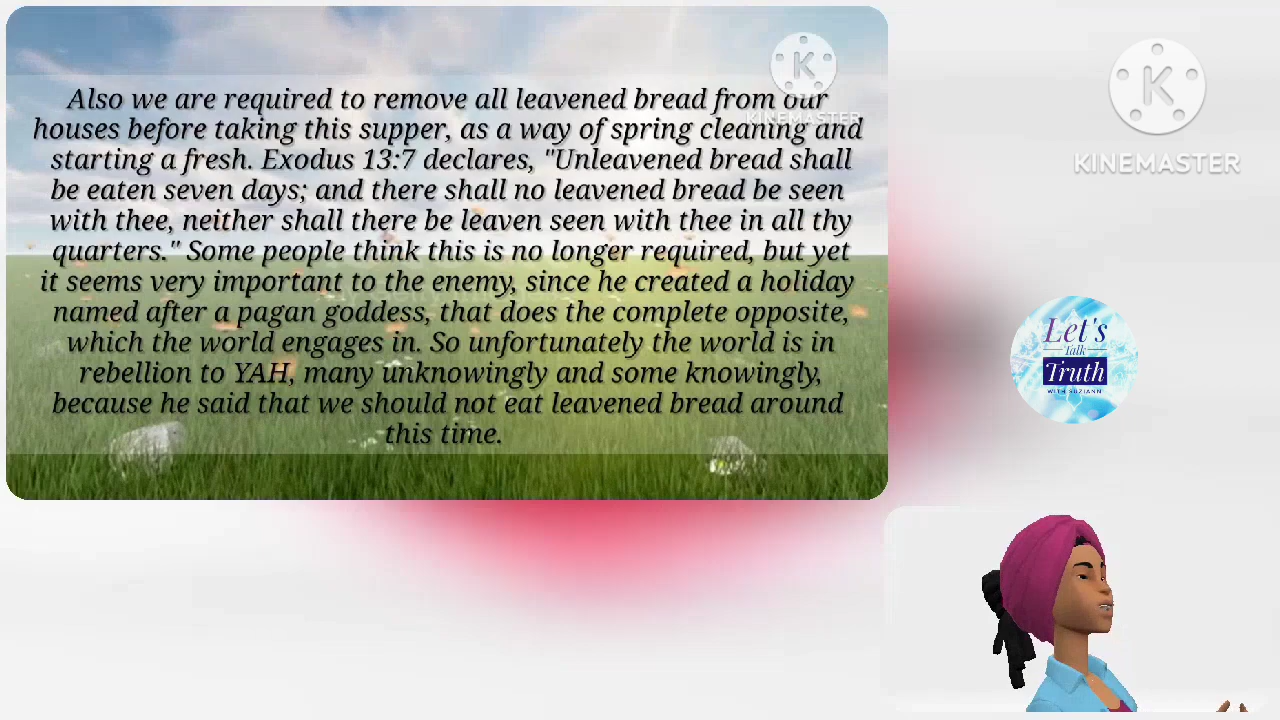 Also we are required to remove all leavened bread from our
houses before taking this supper, as a way of spring cleaning and
starting a fresh. Exodus 13:7 declares, "Unleavened bread shall
be eaten seven days; and there shall no leavened bread be seen
with thee, neither shall there be leaven seen with thee in all thy
quarters." Some people think this is no longer required, but yet
it seems very important to the enemy, since he created a holiday
named after a pagan goddess, that does the complete opposite,
which the world engages in. So unfortunately the world is in
rebellion to YAH, many unknowingly and some knowingly,
because he said that we should not eat leavened bread around
this time.
K
KINEMASTER
K
KINEMASTER
Let's
Talk
Truth
WITH SUZIANN